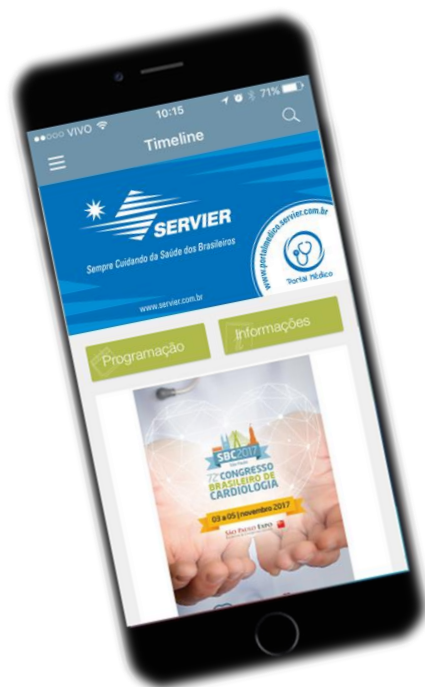 VIVO 10:15 71%
Timeline
SERVIER
Sempre Cuidando da Saúde dos Brasileiros
www.servier.com.br
www.portalmedico.servier.com.br
Portal Médico
Programação
Informações
SBC2017
São Paulo
72º CONGRESSO
BRASILEIRO DE
CARDIOLOGIA
03 a 05 | novembro 2017
SÃO PAULO EXPO